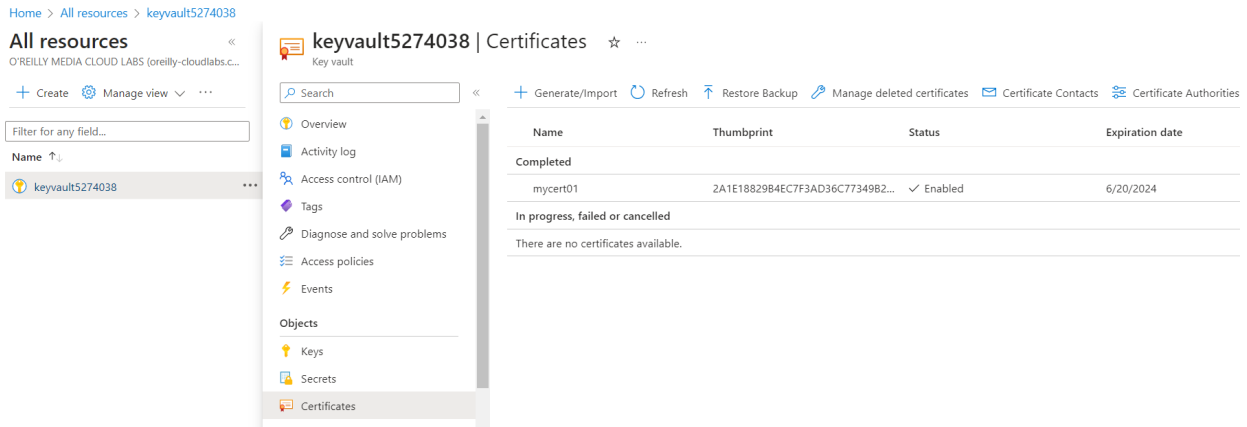 Home > All resources > keyvault5274038
All resources
«
O'REILLY MEDIA CLOUD LABS (oreilly-cloudlabs.c...
Create
Manage view
...
Filter for any field...
Name ↑↓
keyvault5274038
...
keyvault5274038 | Certificates
...
Key vault
Search
«
Overview
Activity log
Access control (IAM)
Tags
Diagnose and solve problems
Access policies
Events
Objects
Keys
Secrets
Certificates
Generate/Import Refresh Restore Backup Manage deleted certificates Certificate Contacts Certificate Authorities
Name Thumbprint Status Expiration date
Completed
mycert01 2A1E18829B4EC7F3AD36C77349B2... ✓ Enabled 6/20/2024
In progress, failed or cancelled
There are no certificates available.